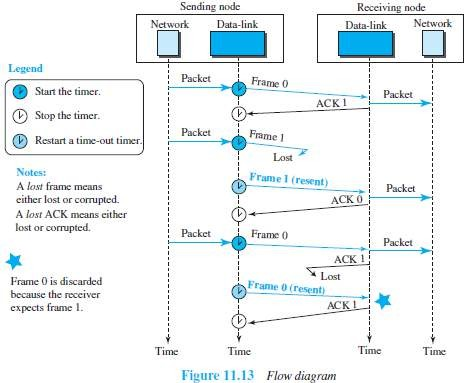 Sending node
Receiving node
Network
Data-link
Data-link
Network
Legend
Start the timer.
Stop the timer.
Restart a time-out timer.
Notes:
A lost frame means
either lost or corrupted.
A lost ACK means either
lost or corrupted.
Frame 0 is discarded
because the receiver
expects frame 1.
Packet
Frame 0
Packet
ACK 1
Packet
Frame 1
Lost
Frame 1 (resent)
Packet
ACK 0
Packet
Frame 0
Packet
ACK 1
Lost
Frame 0 (resent)
ACK 1
Time
Time
Time
Time
Figure 11.13 Flow diagram